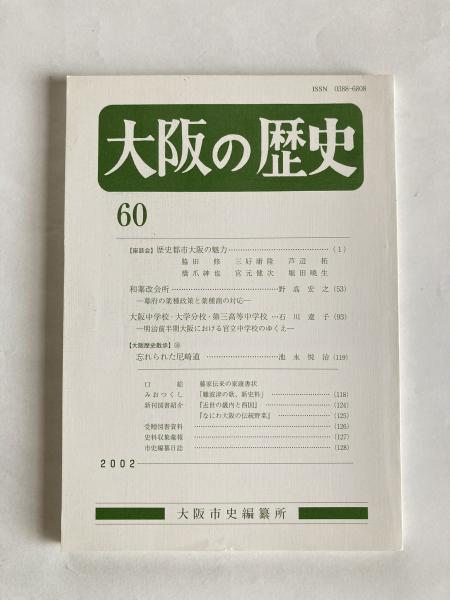 ISSN 0388-6808
大阪の歴史
60
【座談会】歴史都市大阪の魅力……………………(1)
脇田 修 三好甫隆 芦辺 拓
橋爪紳也 宮元健次 堀田暁生
和薬改会所……………………野高宏之(53)
―幕府の薬種政策と薬種商の対応―
大阪中学校・大学分校・第三高等中学校…石川遼子(93)
―明治前半期大阪における官立中学校のゆくえ―
【大阪歴史散歩】
忘れられた尼崎道……………………池永悦治(119)
口絵 藤家伝来の家康書状
みおつくし 「難波津の歌、新史料」……………(118)
新刊図書紹介 『近世の畿内と西国』……………(124)
『なにわ大阪の伝統野菜』……………(125)
受贈図書資料……………………(126)
史料収集彙報……………………(127)
市史編纂日誌……………………(128)
2002
大阪市史編纂所